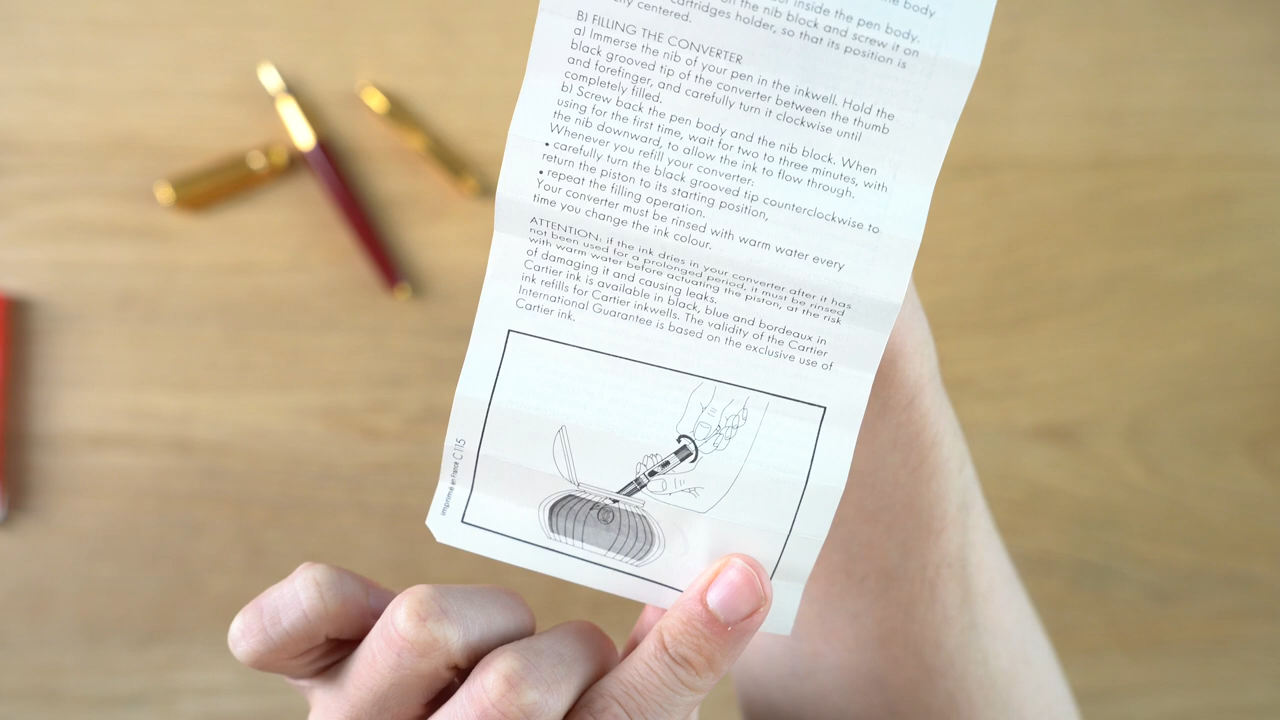 inside the pen body.
the body
on the nib block and screw it on
cartridges holder, so that its position is
centered.
B) FILLING THE CONVERTER
a) Immerse the nib of your pen in the inkwell. Hold the
black grooved tip of the converter between the thumb
and forefinger, and carefully turn it clockwise until
completely filled.
b) Screw back the pen body and the nib block. When
using for the first time, wait for two to three minutes, with
the nib downward, to allow the ink to flow through.
Whenever you refill your converter:
• carefully turn the black grooved tip counterclockwise to
return the piston to its starting position,
• repeat the filling operation.
Your converter must be rinsed with warm water every
time you change the ink colour.
ATTENTION: if the ink dries in your converter after it has
not been used for a prolonged period, it must be rinsed
with warm water before actuating the piston, at the risk
of damaging it and causing leaks.
Cartier ink is available in black, blue and bordeaux in
ink refills for Cartier inkwells. The validity of the Cartier
International Guarantee is based on the exclusive use of
Cartier ink.
imprimé en France C 115